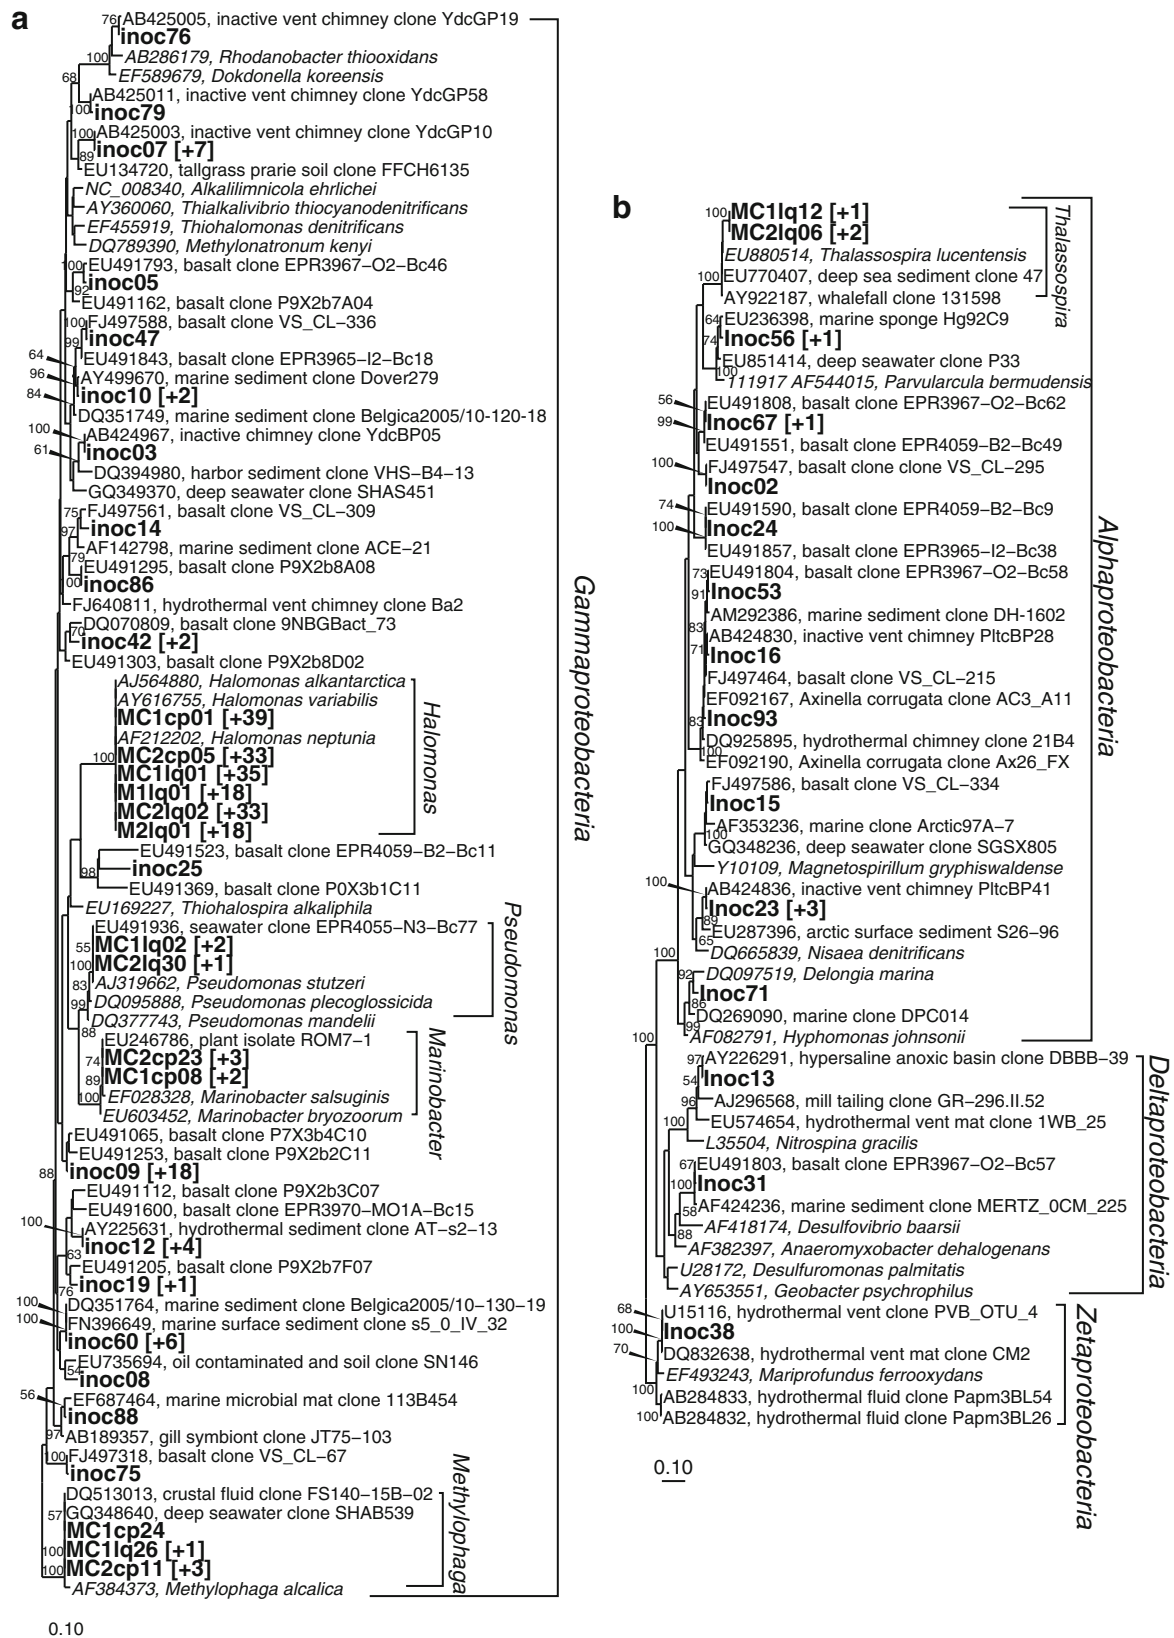 a
76 AB425005, inactive vent chimney clone YdcGP19
inoc76
100 AB286179, Rhodanobacter thiooxidans
EF589679, Dokdonella koreensis
68
AB425011, inactive vent chimney clone YdcGP58
100 inoc79
100 AB425003, inactive vent chimney clone YdcGP10
inoc07 [+7]
89
EU134720, tallgrass prarie soil clone FFCH6135
NC_008340, Alkalilimnicola ehrlichei
AY360060, Thialkalivibrio thiocyanodenitrificans
EF455919, Thiohalomonas denitrificans
DQ789390, Methylonatronum kenyi
100 EU491793, basalt clone EPR3967-O2-Bc46
inoc05
92
EU491162, basalt clone P9X2b7A04
100 FJ497588, basalt clone VS_CL-336
99 inoc47
64 EU491843, basalt clone EPR3965-I2-Bc18
96 AY499670, marine sediment clone Dover279
84 inoc10 [+2]
DQ351749, marine sediment clone Belgica2005/10-120-18
100 AB424967, inactive chimney clone YdcBP05
61 inoc03
DQ394980, harbor sediment clone VHS-B4-13
GQ349370, deep seawater clone SHAS451
75 FJ497561, basalt clone VS_CL-309
97 inoc14
AF142798, marine sediment clone ACE-21
79
EU491295, basalt clone P9X2b8A08
100 inoc86
FJ640811, hydrothermal vent chimney clone Ba2
DQ070809, basalt clone 9NBGBact_73
70 inoc42 [+2]
EU491303, basalt clone P9X2b8D02
AJ564880, Halomonas alkantarctica
AY616755, Halomonas variabilis
MC1cp01 [+39]
AF212202, Halomonas neptunia
100 MC2cp05 [+33]
MC1lq01 [+35]
M1lq01 [+18]
MC2lq02 [+33]
M2lq01 [+18]
Halomonas
EU491523, basalt clone EPR4059-B2-Bc11
98 inoc25
EU491369, basalt clone P0X3b1C11
EU169227, Thiohalospira alkaliphila
EU491936, seawater clone EPR4055-N3-Bc77
55 MC1lq02 [+2]
100 MC2lq30 [+1]
83 AJ319662, Pseudomonas stutzeri
99 DQ095888, Pseudomonas plecoglossicida
DQ377743, Pseudomonas mandelii
Pseudomonas
88
EU246786, plant isolate ROM7-1
74 MC2cp23 [+3]
89 MC1cp08 [+2]
100 EF028328, Marinobacter salsuginis
EU603452, Marinobacter bryozoorum
Marinobacter
EU491065, basalt clone P7X3b4C10
EU491253, basalt clone P9X2b2C11
88 inoc09 [+18]
EU491112, basalt clone P9X2b3C07
EU491600, basalt clone EPR3970-MO1A-Bc15
100 AY225631, hydrothermal sediment clone AT-s2-13
inoc12 [+4]
63
EU491205, basalt clone P9X2b7F07
76 inoc19 [+1]
100 DQ351764, marine sediment clone Belgica2005/10-130-19
100 FN396649, marine surface sediment clone s5_0_IV_32
inoc60 [+6]
EU735694, oil contaminated and soil clone SN146
54 inoc08
56 EF687464, marine microbial mat clone 113B454
inoc88
97 AB189357, gill symbiont clone JT75-103
100 FJ497318, basalt clone VS_CL-67
inoc75
DQ513013, crustal fluid clone FS140-15B-02
57 GQ348640, deep seawater clone SHAB539
MC1cp24
100 MC1lq26 [+1]
100 MC2cp11 [+3]
AF384373, Methylophaga alcalica
Methylophaga
Gammaproteobacteria
0.10
b
100 MC1lq12 [+1]
MC2lq06 [+2]
EU880514, Thalassospira lucentensis
100 EU770407, deep sea sediment clone 47
AY922187, whalefall clone 131598
Thalassospira
64 EU236398, marine sponge Hg92C9
74 Inoc56 [+1]
EU851414, deep seawater clone P33
100
111917 AF544015, Parvularcula bermudensis
56 EU491808, basalt clone EPR3967-O2-Bc62
99 Inoc67 [+1]
EU491551, basalt clone EPR4059-B2-Bc49
100 FJ497547, basalt clone clone VS_CL-295
Inoc02
74 EU491590, basalt clone EPR4059-B2-Bc9
100 Inoc24
EU491857, basalt clone EPR3965-I2-Bc38
73 EU491804, basalt clone EPR3967-O2-Bc58
91 Inoc53
AM292386, marine sediment clone DH-1602
83
AB424830, inactive vent chimney PltcBP28
71 Inoc16
FJ497464, basalt clone VS_CL-215
EF092167, Axinella corrugata clone AC3_A11
83 Inoc93
DQ925895, hydrothermal chimney clone 21B4
100
EF092190, Axinella corrugata clone Ax26_FX
FJ497586, basalt clone VS_CL-334
Inoc15
AF353236, marine clone Arctic97A-7
100
GQ348236, deep seawater clone SGSX805
Y10109, Magnetospirillum gryphiswaldense
100 AB424836, inactive vent chimney PltcBP41
Inoc23 [+3]
89
EU287396, arctic surface sediment S26-96
65
DQ665839, Nisaea denitrificans
100
92 DQ097519, Delongia marina
Inoc71
86
DQ269090, marine clone DPC014
99
AF082791, Hyphomonas johnsonii
Alphaproteobacteria
100
97 AY226291, hypersaline anoxic basin clone DBBB-39
54 Inoc13
96 AJ296568, mill tailing clone GR-296.II.52
100 EU574654, hydrothermal vent mat clone 1WB_25
L35504, Nitrospina gracilis
67 EU491803, basalt clone EPR3967-O2-Bc57
100 Inoc31
58 AF424236, marine sediment clone MERTZ_0CM_225
88 AF418174, Desulfovibrio baarsii
AF382397, Anaeromyxobacter dehalogenans
U28172, Desulfuromonas palmitatis
AY653551, Geobacter psychrophilus
Deltaproteobacteria
68 U15116, hydrothermal vent clone PVB_OTU_4
100 Inoc38
70 DQ832638, hydrothermal vent mat clone CM2
EF493243, Mariprofundus ferrooxydans
100 AB284833, hydrothermal fluid clone Papm3BL54
100 AB284832, hydrothermal fluid clone Papm3BL26
Zetaproteobacteria
0.10